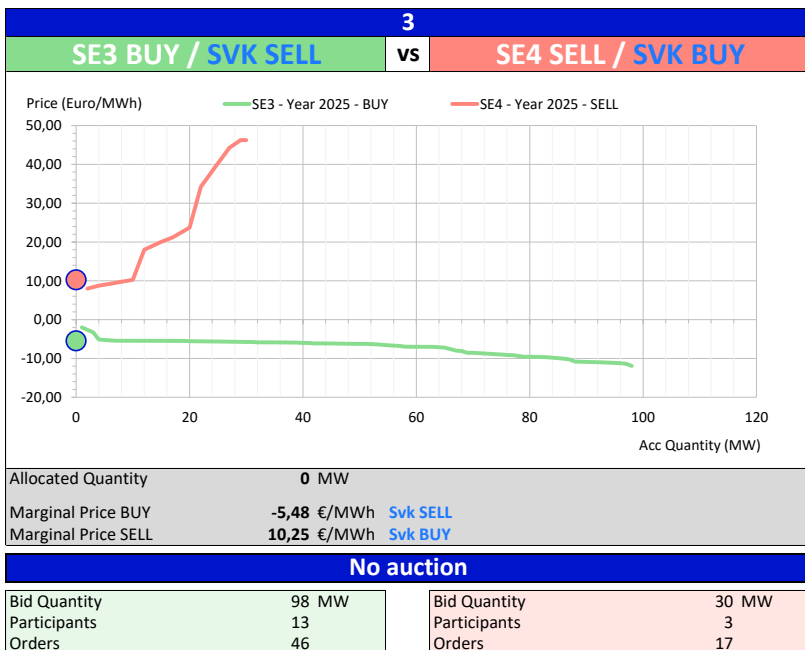 3
SE3 BUY / SVK SELL vs SE4 SELL / SVK BUY
Price (Euro/MWh) SE3 - Year 2025 - BUY SE4 - Year 2025 - SELL
50,00
40,00
30,00
20,00
10,00
0,00
-10,00
-20,00
0 20 40 60 80 100 120
Acc Quantity (MW)
Allocated Quantity 0 MW
Marginal Price BUY -5,48 €/MWh Svk SELL
Marginal Price SELL 10,25 €/MWh Svk BUY
No auction
Bid Quantity 98 MW Bid Quantity 30 MW
Participants 13 Participants 3
Orders 46 Orders 17